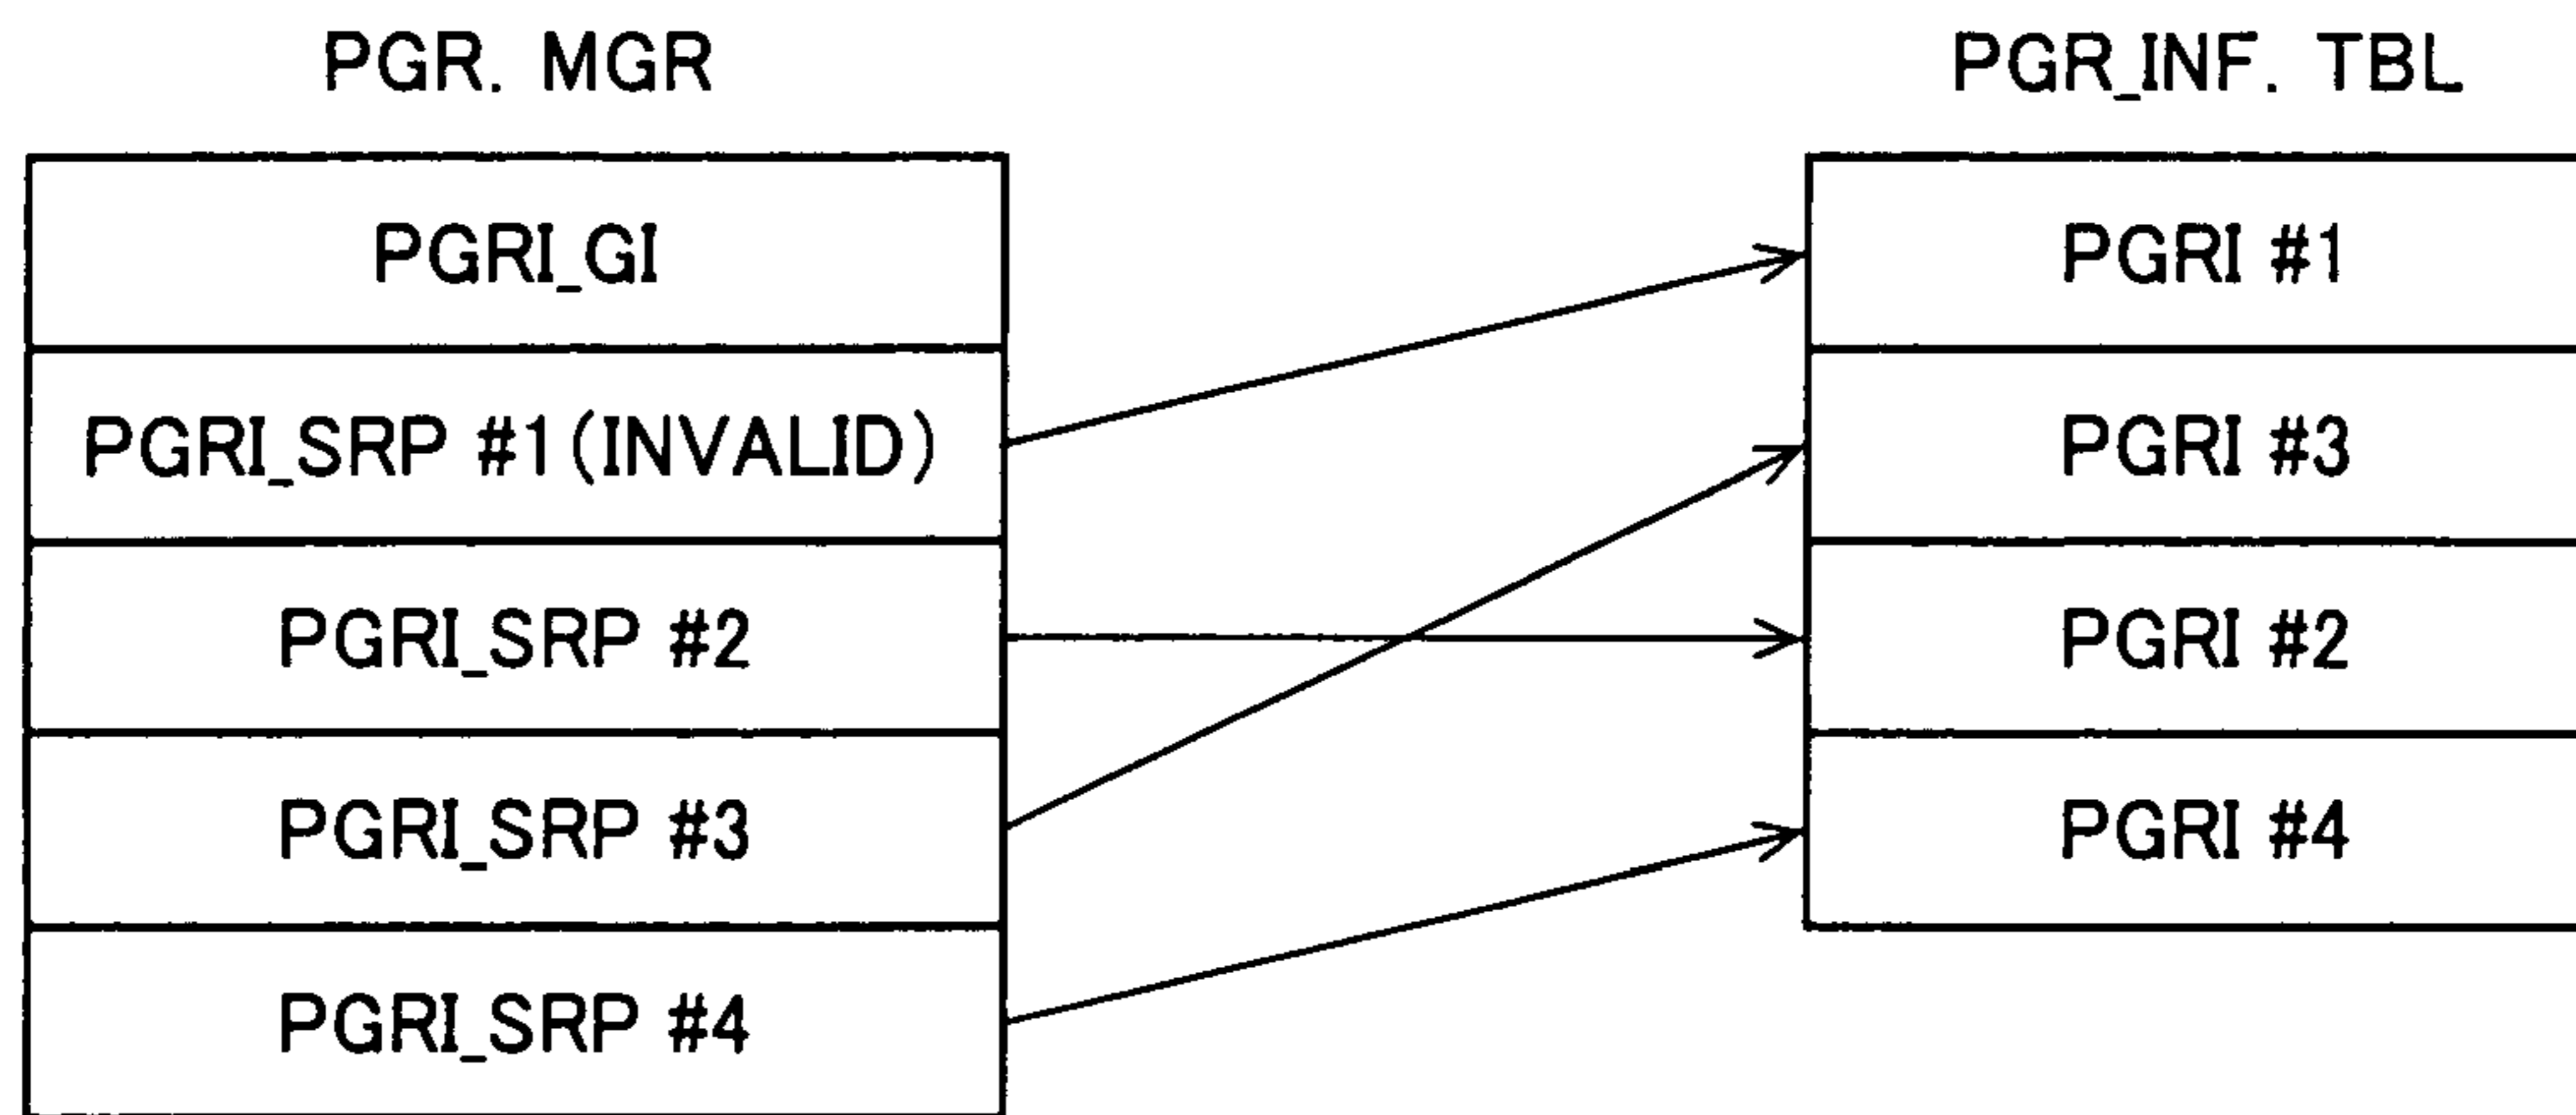 PGR. MGR
PGRI_GI
PGRI_SRP #1(INVALID)
PGRI_SRP #2
PGRI_SRP #3
PGRI_SRP #4
PGR_INF. TBL
PGRI #1
PGRI #3
PGRI #2
PGRI #4